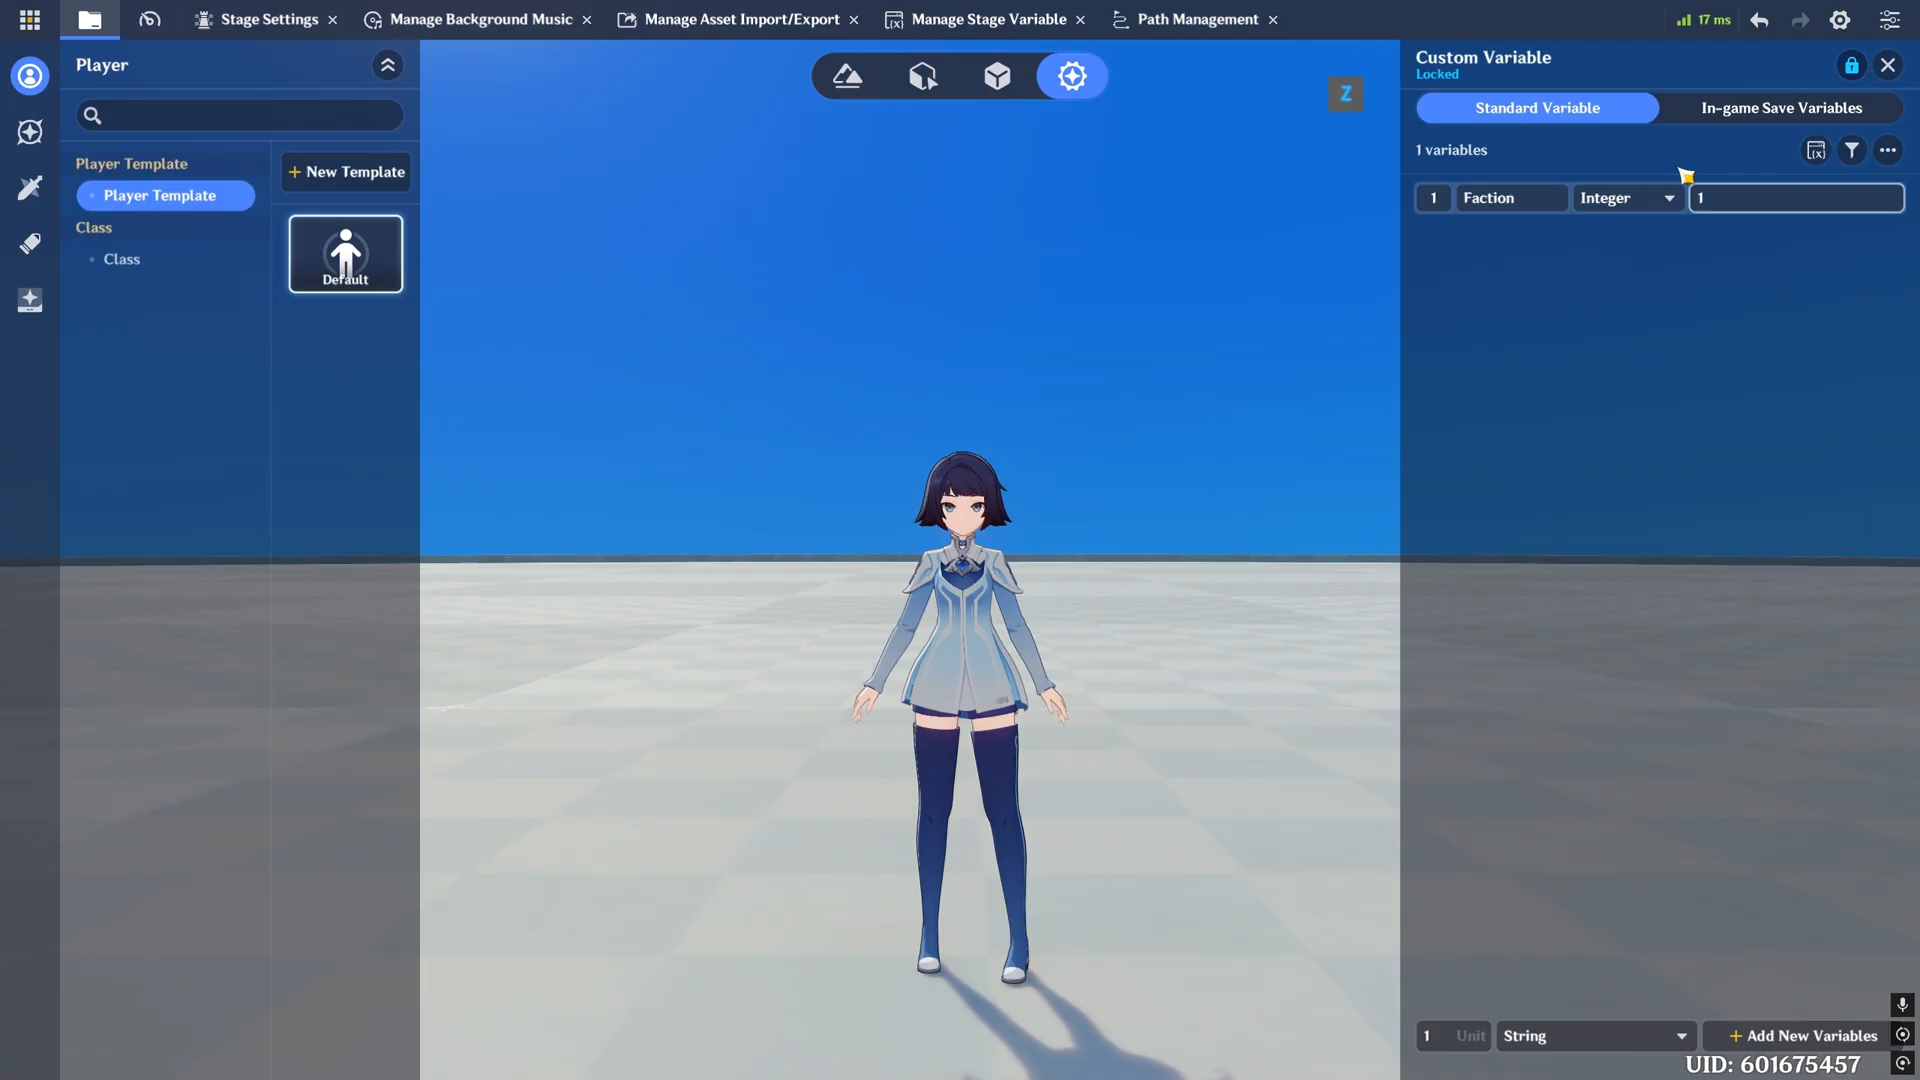 Stage Settings
Manage Background Music
Manage Asset Import/Export
Manage Stage Variable
Path Management
17 ms
Player
Player Template
Player Template
Class
Class
+ New Template
Default
Z
Custom Variable
Locked
Standard Variable
In-game Save Variables
1 variables
1 Faction Integer 1
1 Unit String + Add New Variables
UID: 601675457